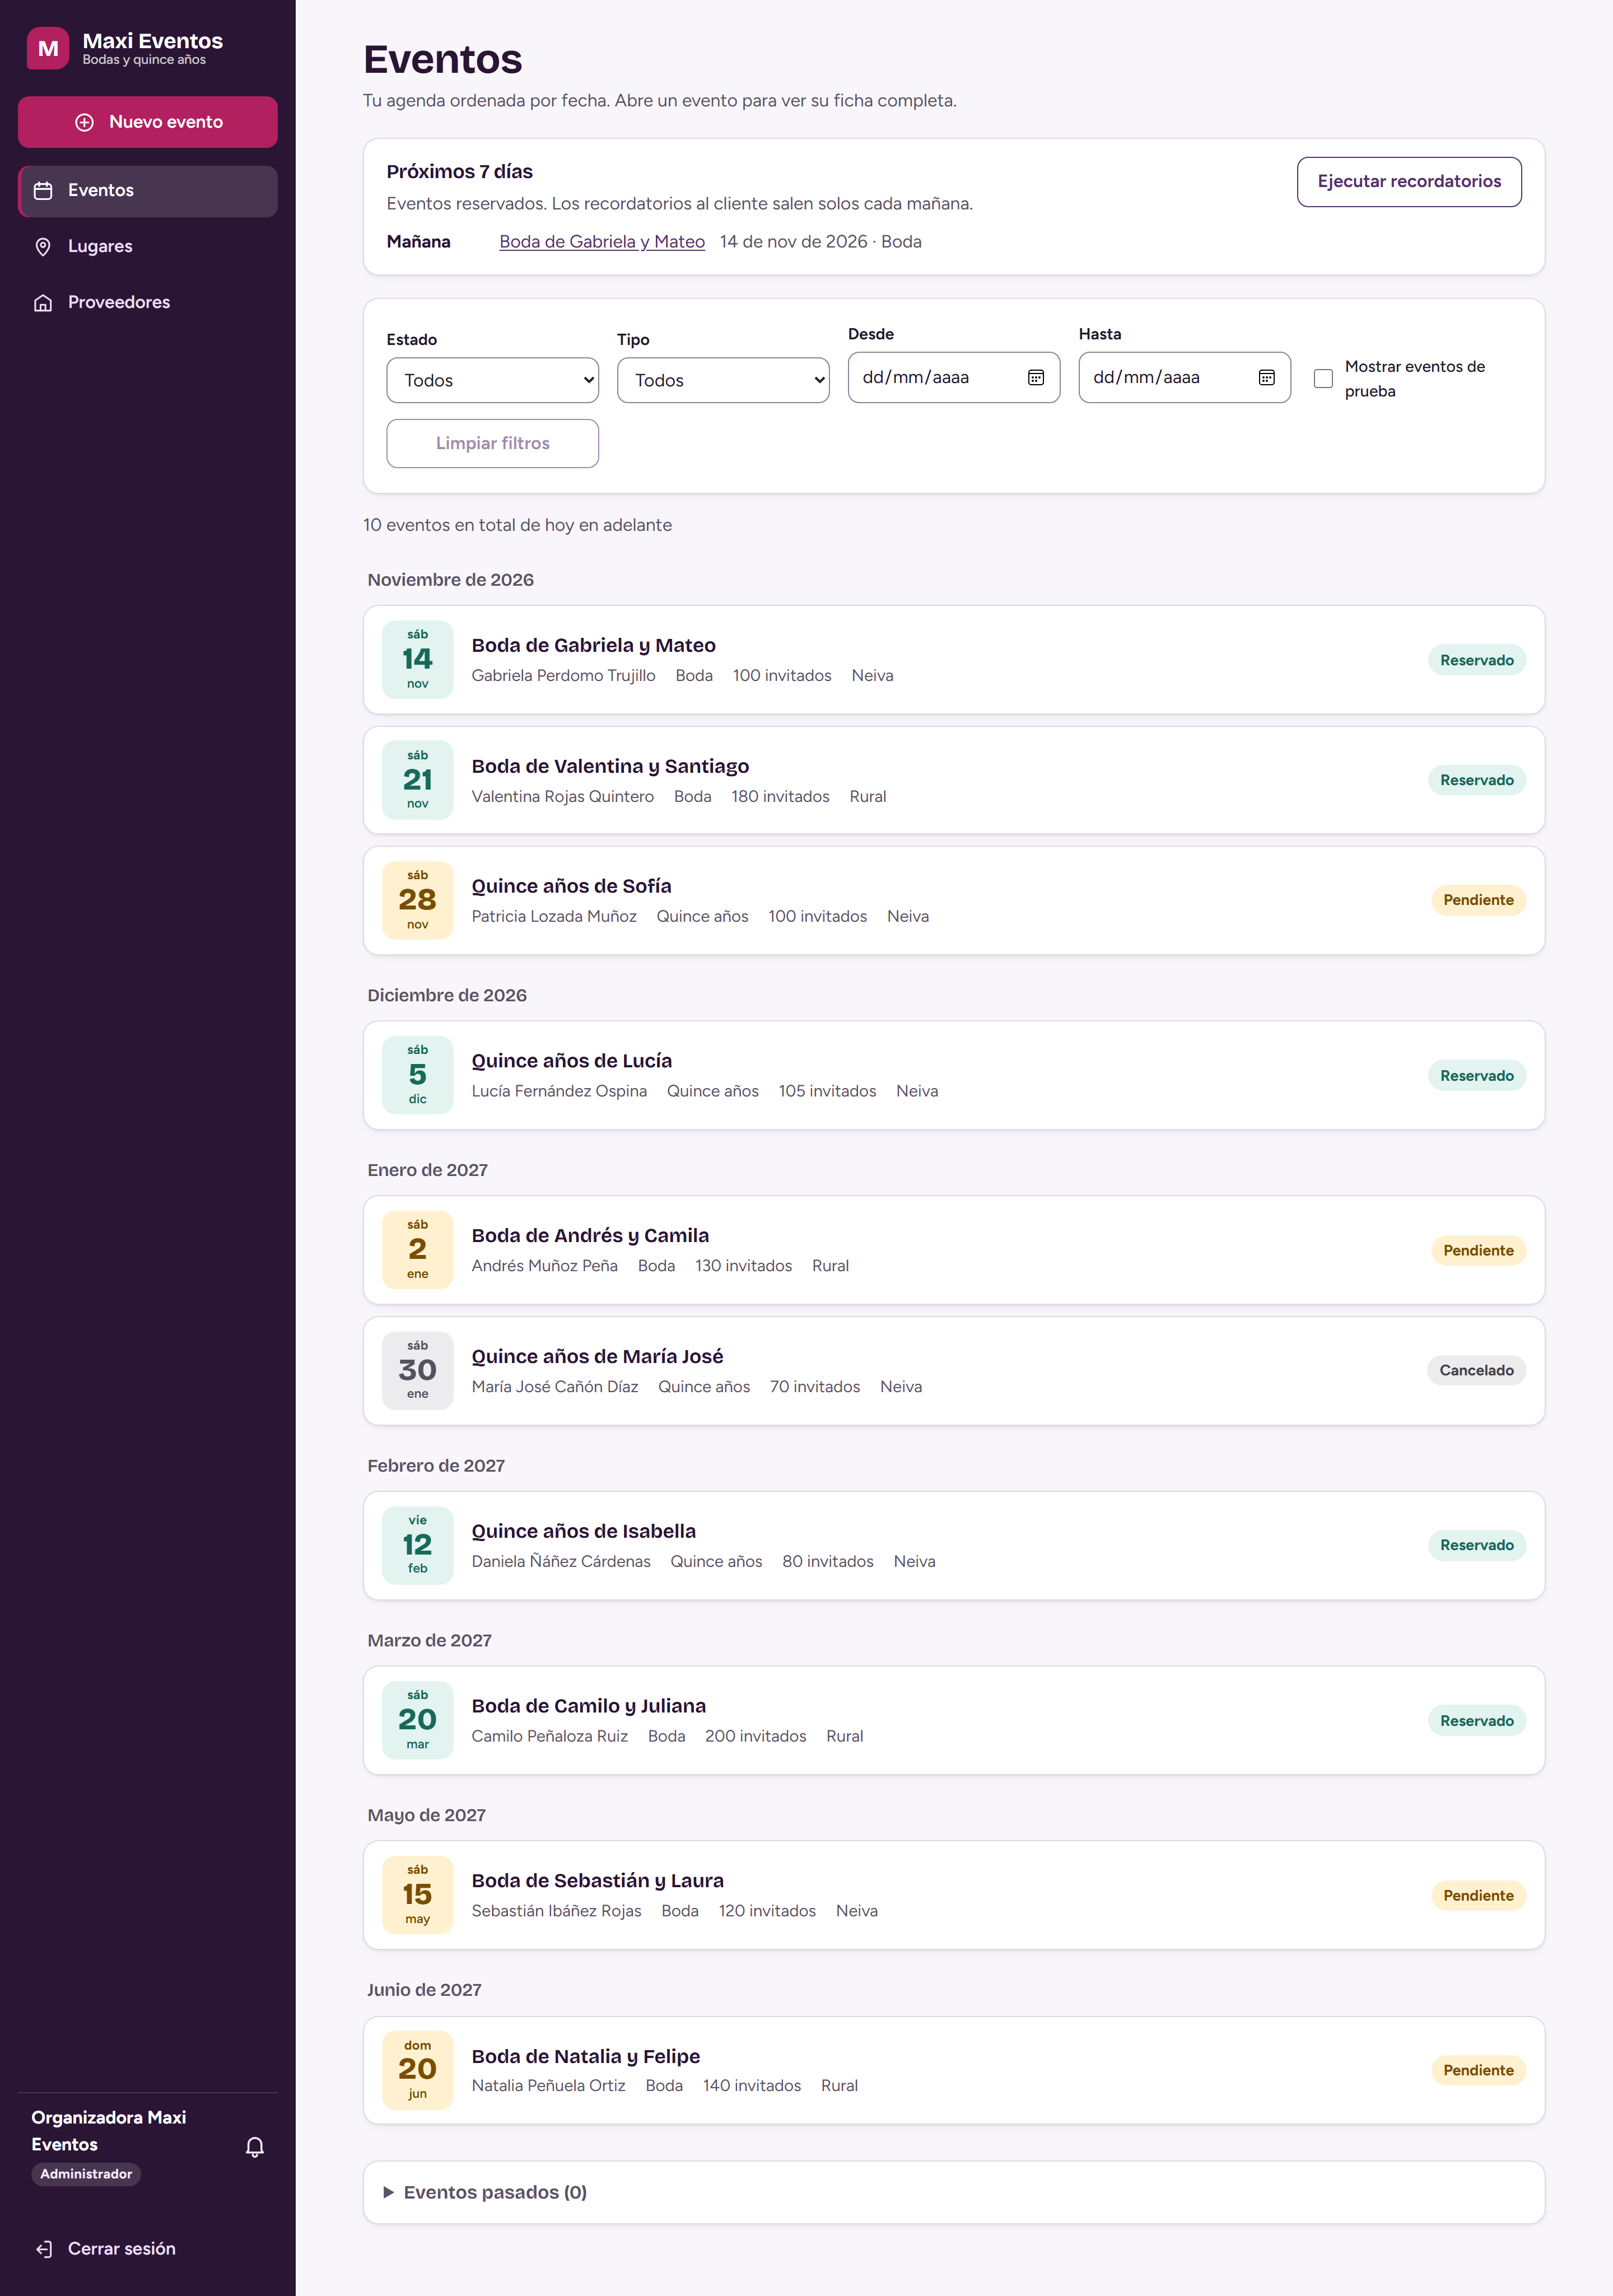 M
Maxi Eventos
Bodas y quince años
Nuevo evento
Eventos
Lugares
Proveedores
Organizadora Maxi
Eventos
Administrador
Cerrar sesión
Eventos
Tu agenda ordenada por fecha. Abre un evento para ver su ficha completa.
Próximos 7 días
Ejecutar recordatorios
Eventos reservados. Los recordatorios al cliente salen solos cada mañana.
Mañana Boda de Gabriela y Mateo 14 de nov de 2026 · Boda
Estado Tipo Desde Hasta
Todos Todos dd/mm/aaaa dd/mm/aaaa
Mostrar eventos de
prueba
Limpiar filtros
10 eventos en total de hoy en adelante
Noviembre de 2026
sáb
14
nov
Boda de Gabriela y Mateo
Gabriela Perdomo Trujillo Boda 100 invitados Neiva
Reservado
sáb
21
nov
Boda de Valentina y Santiago
Valentina Rojas Quintero Boda 180 invitados Rural
Reservado
sáb
28
nov
Quince años de Sofía
Patricia Lozada Muñoz Quince años 100 invitados Neiva
Pendiente
Diciembre de 2026
sáb
5
dic
Quince años de Lucía
Lucía Fernández Ospina Quince años 105 invitados Neiva
Reservado
Enero de 2027
sáb
2
ene
Boda de Andrés y Camila
Andrés Muñoz Peña Boda 130 invitados Rural
Pendiente
sáb
30
ene
Quince años de María José
María José Cañón Díaz Quince años 70 invitados Neiva
Cancelado
Febrero de 2027
vie
12
feb
Quince años de Isabella
Daniela Ñáñez Cárdenas Quince años 80 invitados Neiva
Reservado
Marzo de 2027
sáb
20
mar
Boda de Camilo y Juliana
Camilo Peñaloza Ruiz Boda 200 invitados Rural
Reservado
Mayo de 2027
sáb
15
may
Boda de Sebastián y Laura
Sebastián Ibáñez Rojas Boda 120 invitados Neiva
Pendiente
Junio de 2027
dom
20
jun
Boda de Natalia y Felipe
Natalia Peñuela Ortiz Boda 140 invitados Rural
Pendiente
Eventos pasados (0)